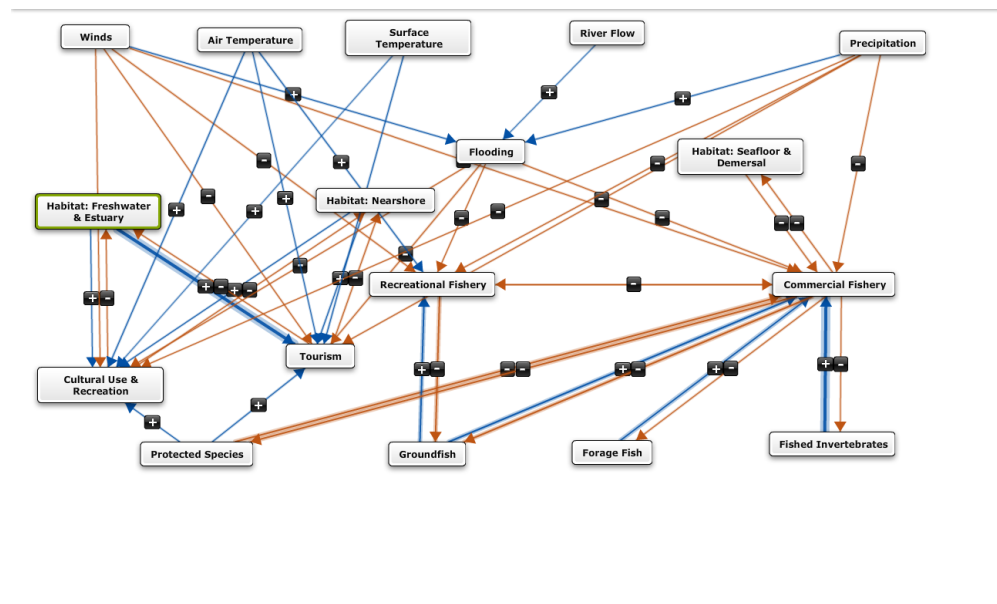 Winds
Air Temperature
Surface
Temperature
River Flow
Precipitation
Flooding
Habitat: Seafloor &
Demersal
Habitat: Freshwater
& Estuary
Habitat: Nearshore
Recreational Fishery
Commercial Fishery
Tourism
Cultural Use &
Recreation
Protected Species
Groundfish
Forage Fish
Fished Invertebrates